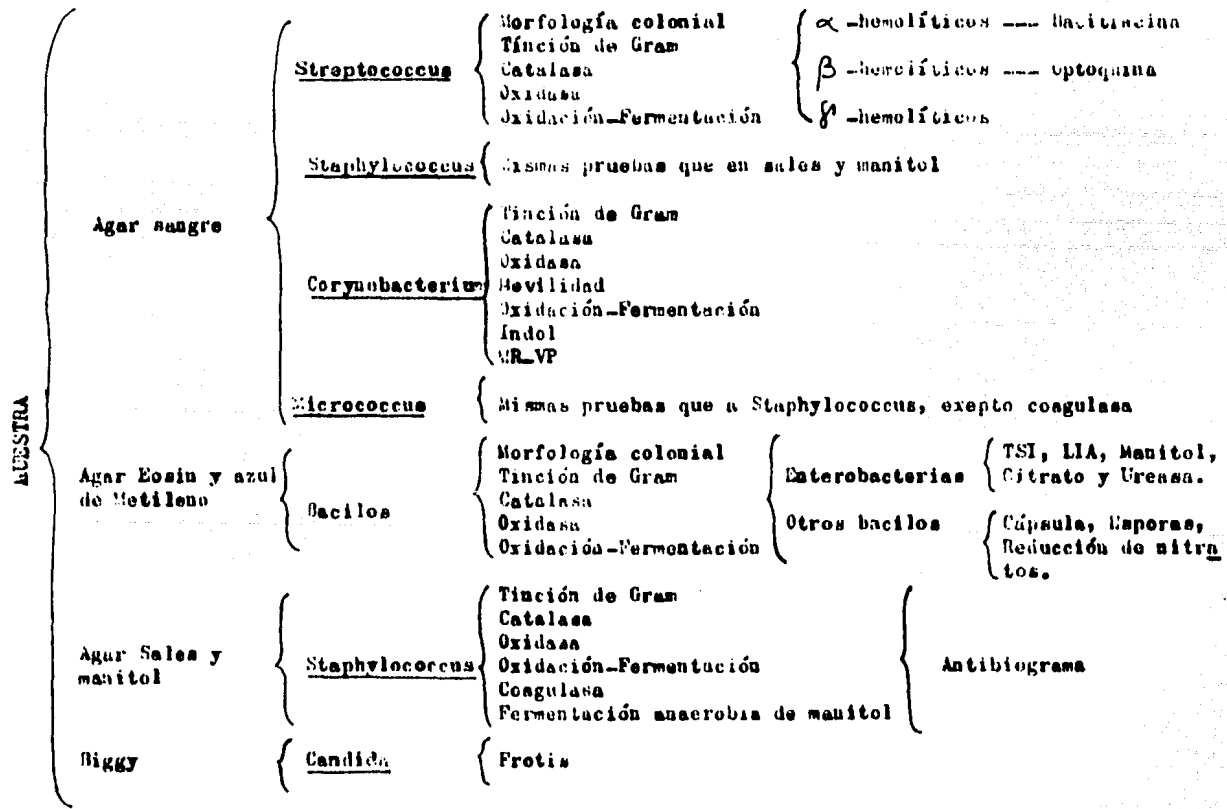 MUESTRA
Agar sangre
Streptococcus
Morfología colonial
Tinción de Gram
Catalasa
Oxidasa
Oxidación-Fermentación
α -hemolíticos --- Bacitracina
β -hemolíticos --- Optoquina
γ -hemolíticos
Staphylococcus
Mismas pruebas que en sales y manitol
Corynobacterium
Tinción de Gram
Catalasa
Oxidasa
Movilidad
Oxidación-Fermentación
Indol
MR-VP
Micrococcus
Mismas pruebas que a Staphylococcus, exepto coagulasa
Agar Eosin y azul
de Metileno
Bacilos
Morfología colonial
Tinción de Gram
Catalasa
Oxidasa
Oxidación-Fermentación
Enterobacterias
TSI, LIA, Manitol,
Citrato y Ureasa.
Otros bacilos
Cápsula, Esporas,
Reducción de nitra
tos.
Agar Sales y
manitol
Staphylococcus
Tinción de Gram
Catalasa
Oxidasa
Oxidación-Fermentación
Coagulasa
Fermentación anaerobia de manitol
Antibiograma
Biggy
Candida
Frotis